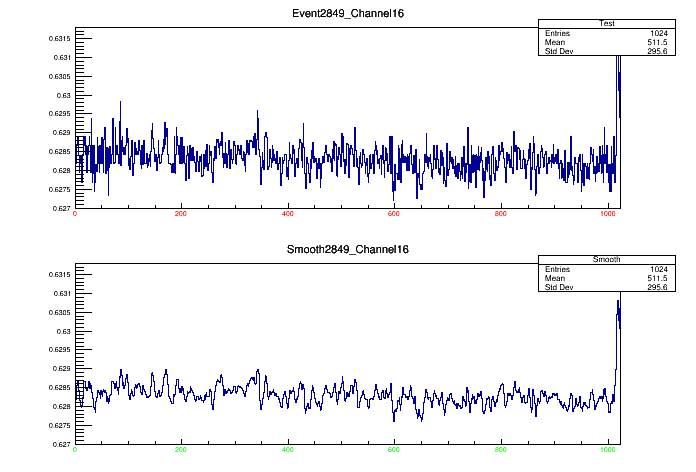 Event2849_Channel16
Test
Entries 1024
Mean 511.5
Std Dev 295.6
0.6315
0.631
0.6305
0.63
0.6295
0.629
0.6285
0.628
0.6275
0.627
0 200 400 600 800 1000
Smooth2849_Channel16
Smooth
Entries 1024
Mean 511.5
Std Dev 295.6
0.6315
0.631
0.6305
0.63
0.6295
0.629
0.6285
0.628
0.6275
0.627
0 200 400 600 800 1000